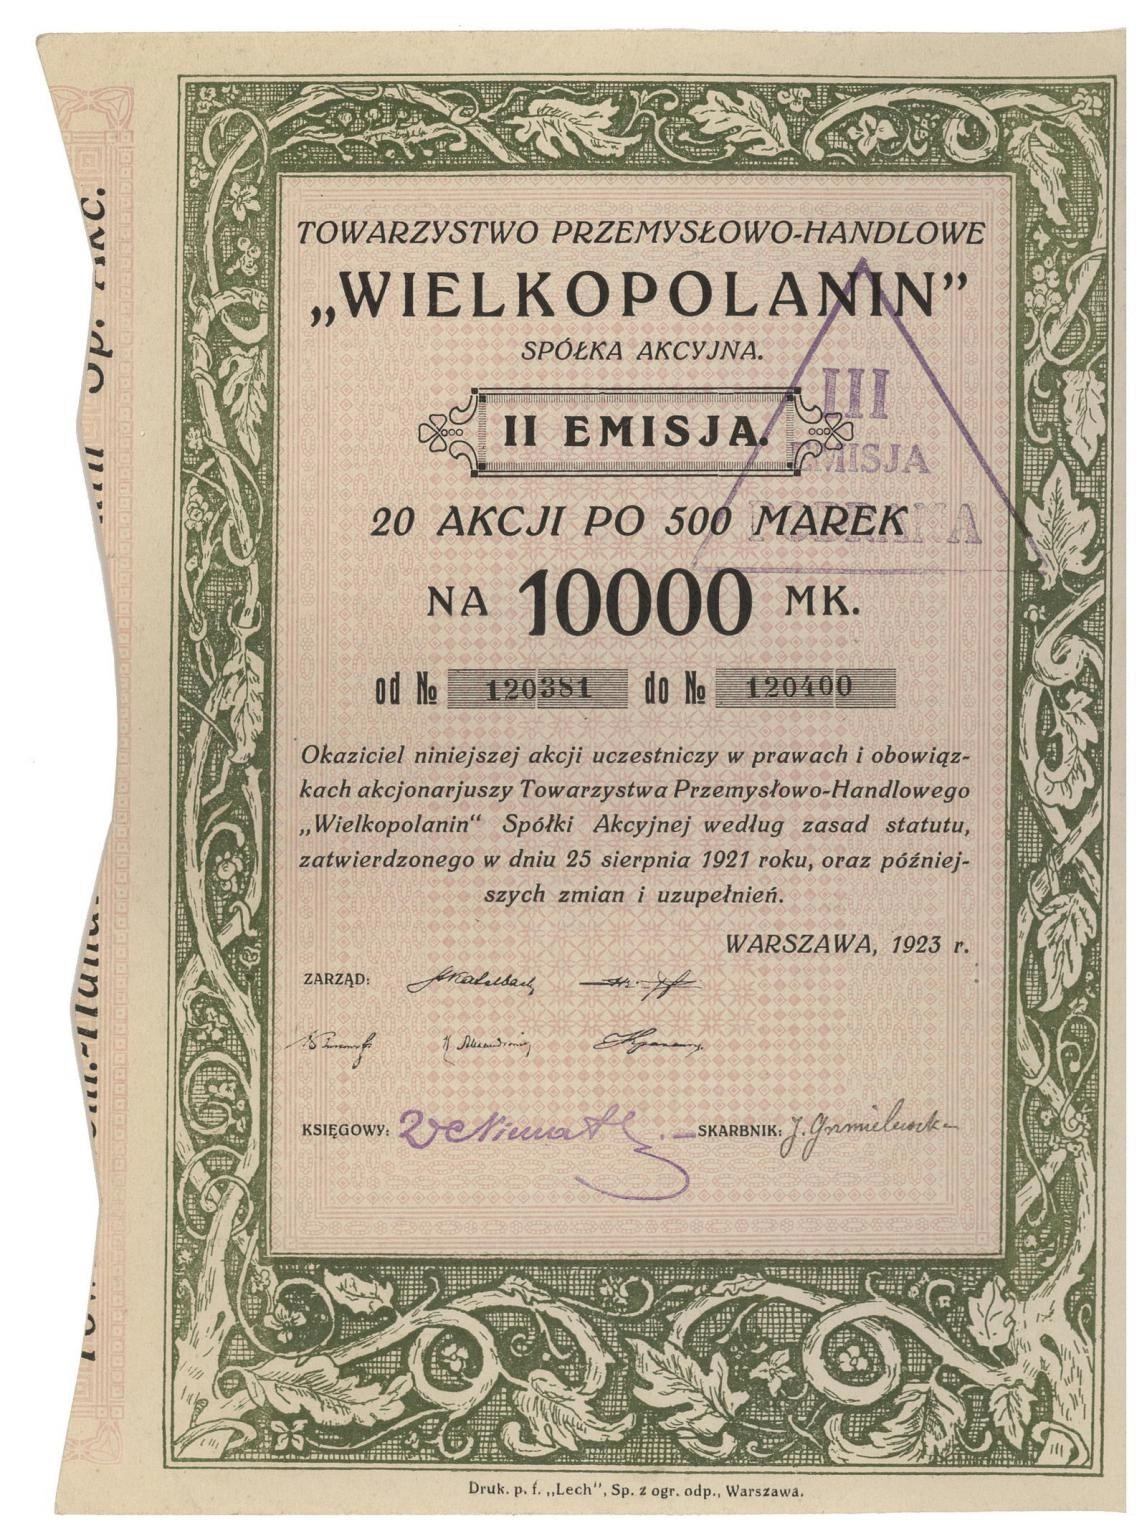 TOWARZYSTWO PRZEMYSŁOWO-HANDLOWE
„WIELKOPOLANIN”
SPÓŁKA AKCYJNA.
II EMISJA.
III
EMISJA
POBRANA
20 AKCJI PO 500 MAREK
NA 10000 MK.
od № 120381 do № 120400
Okaziciel niniejszej akcji uczestniczy w prawach i obowiąz-
kach akcjonarjuszy Towarzystwa Przemysłowo-Handlowego
„Wielkopolanin“ Spółki Akcyjnej według zasad statutu,
zatwierdzonego w dniu 25 sierpnia 1921 roku, oraz później-
szych zmian i uzupełnień.
WARSZAWA, 1923 r.
ZARZĄD:
KSIĘGOWY:
SKARBNIK:
Druk. p. f. „Lech”, Sp. z ogr. odp., Warszawa.
Sp. Akc.